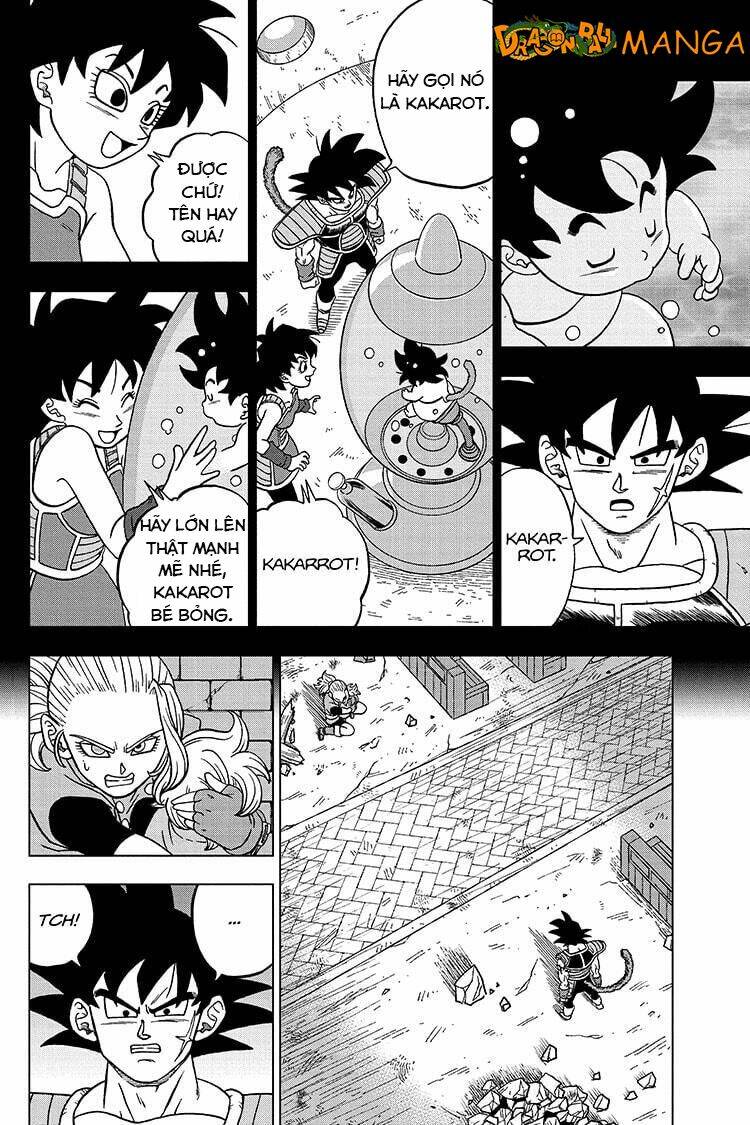 DRAGON BALL MANGA
HÃY GỌI NÓ
LÀ KAKAROT.
ĐƯỢC
CHỨ!
TÊN HAY
QUÁ!
KAKAR-
ROT.
KAKARROT!
HÃY LỚN LÊN
THẬT MẠNH
MẼ NHÉ,
KAKAROT
BÉ BỎNG.
...
TCH!